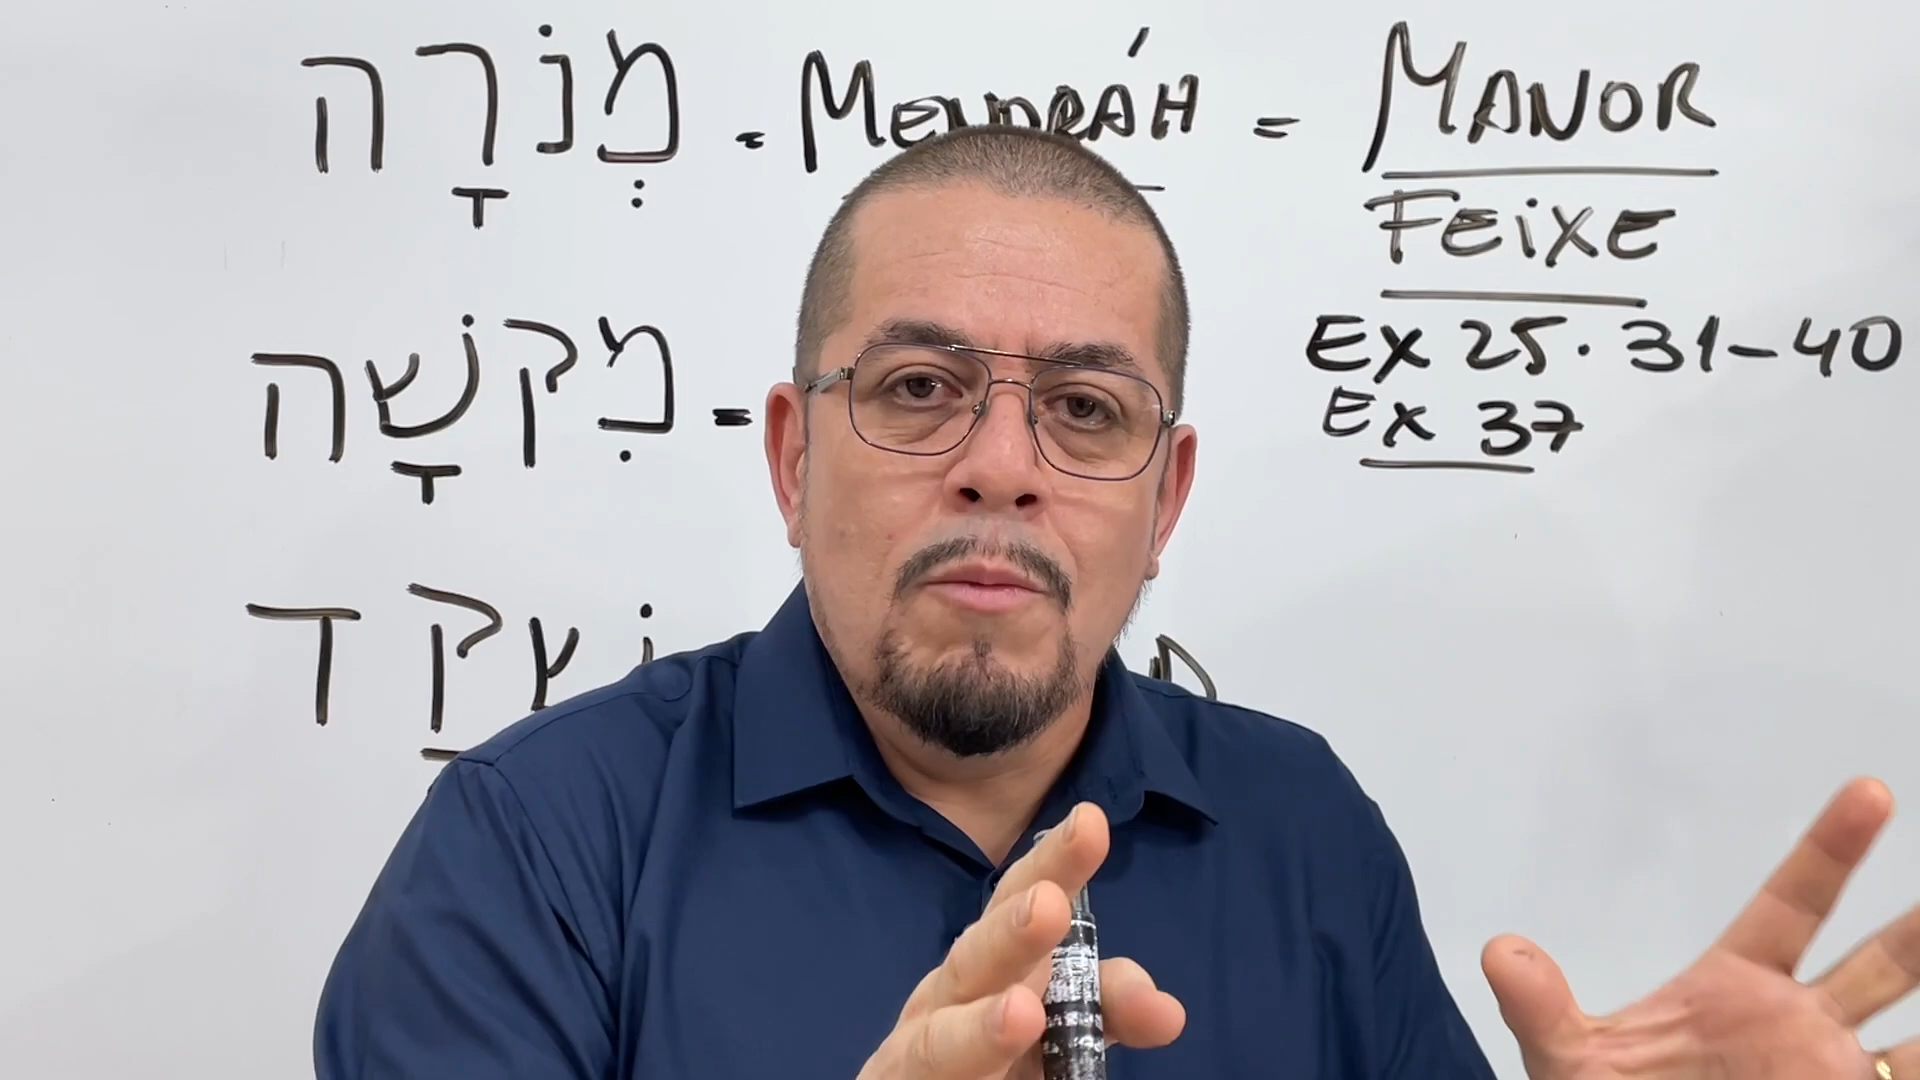 מְנֹרָה = MENORÁH = MANOR
FEIXE
Ex 25.31-40
מִקְשָׁה =
Ex 37